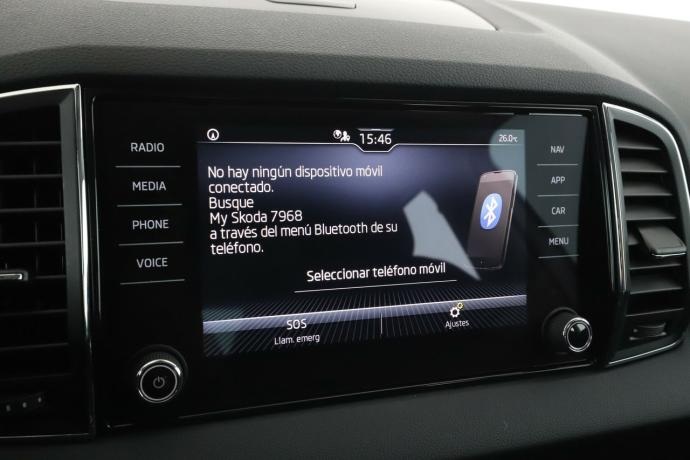 RADIO
MEDIA
PHONE
VOICE
15:46
26.0°C
No hay ningún dispositivo móvil
conectado.
Busque
My Skoda 7968
a través del menú Bluetooth de su
teléfono.
Seleccionar teléfono móvil
SOS
Llam. emerg
Ajustes
NAV
APP
CAR
MENU